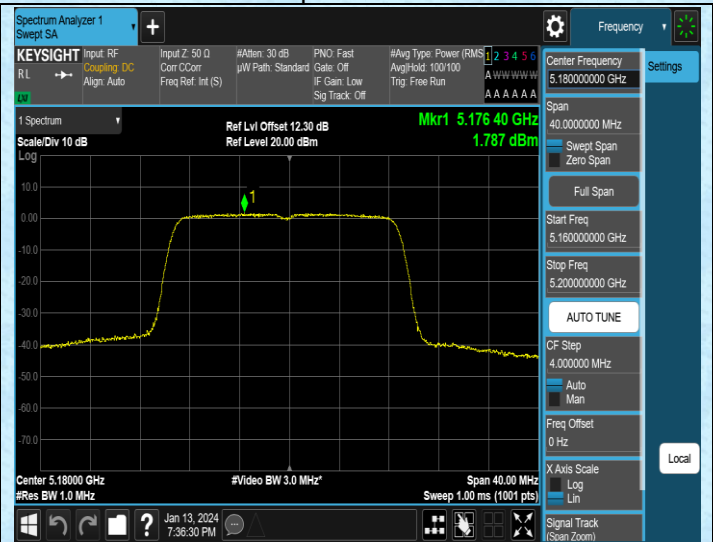 Spectrum Analyzer 1
Swept SA
Frequency
KEYSIGHT
RL
LXI
Input: RF
Coupling: DC
Align: Auto
Input Z: 50 Ω
Corr CCorr
Freq Ref: Int (S)
#Atten: 30 dB
µW Path: Standard
PNO: Fast
Gate: Off
IF Gain: Low
Sig Track: Off
#Avg Type: Power (RMS
Avg|Hold: 100/100
Trig: Free Run
1 2 3 4 5 6
A W W W W W
A A A A A A
1 Spectrum
Scale/Div 10 dB
Log
Ref Lvl Offset 12.30 dB
Ref Level 20.00 dBm
Mkr1 5.176 40 GHz
1.787 dBm
1
10.0
0.00
-10.0
-20.0
-30.0
-40.0
-50.0
-60.0
-70.0
Center 5.18000 GHz
#Res BW 1.0 MHz
#Video BW 3.0 MHz*
Span 40.00 MHz
Sweep 1.00 ms (1001 pts)
Jan 13, 2024
7:36:30 PM
Center Frequency
5.180000000 GHz
Span
40.0000000 MHz
Swept Span
Zero Span
Full Span
Start Freq
5.160000000 GHz
Stop Freq
5.200000000 GHz
AUTO TUNE
CF Step
4.000000 MHz
Auto
Man
Freq Offset
0 Hz
X Axis Scale
Log
Lin
Signal Track
(Span Zoom)
Settings
Local